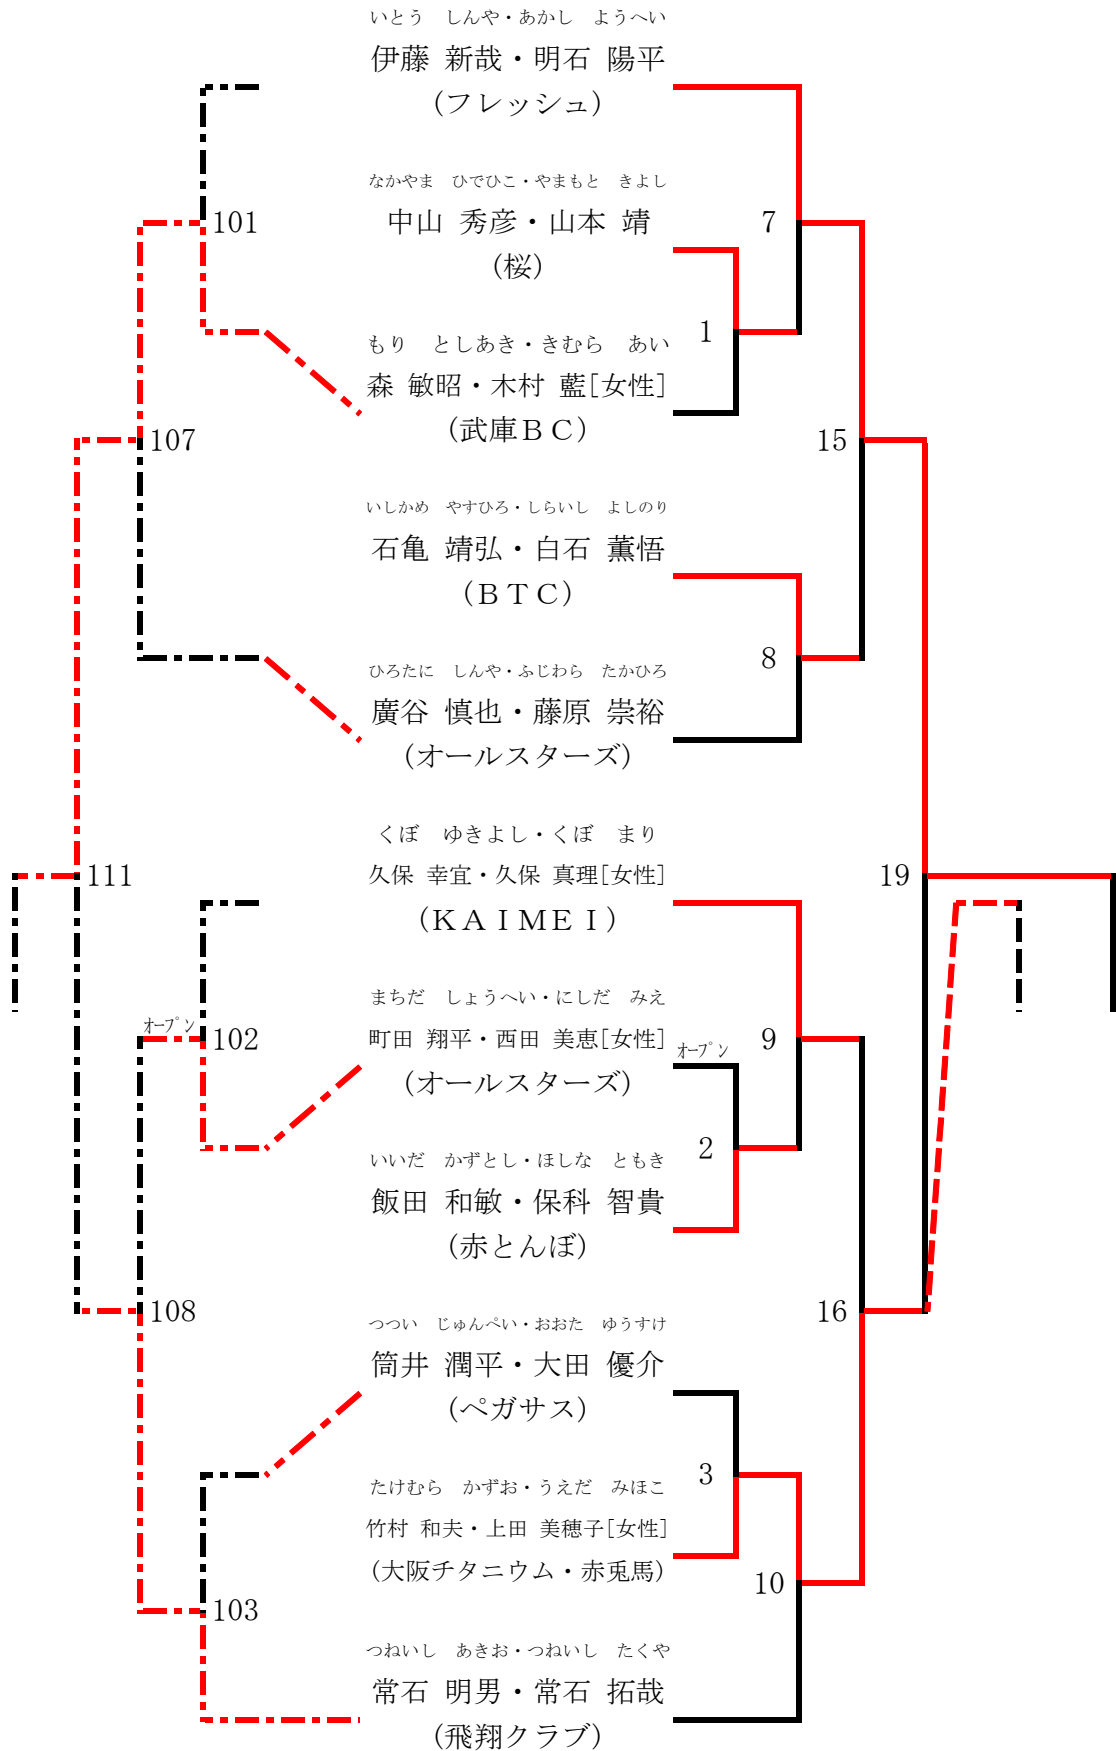 いとう　しんや・あかし　ようへい
伊藤 新哉・明石 陽平
(フレッシュ)
101
なかやま　ひでひこ・やまもと　きよし
中山 秀彦・山本 靖
(桜)
7
1
もり　としあき・きむら　あい
森 敏昭・木村 藍[女性]
(武庫ＢＣ)
107
15
いしかめ　やすひろ・しらいし　よしのり
石亀 靖弘・白石 薫悟
(ＢＴＣ)
8
ひろたに　しんや・ふじわら　たかひろ
廣谷 慎也・藤原 崇裕
(オールスターズ)
くぼ　ゆきよし・くぼ　まり
久保 幸宜・久保 真理[女性]
(ＫＡＩＭＥＩ)
111
19
まちだ　しょうへい・にしだ　みえ
町田 翔平・西田 美恵[女性]
(オールスターズ)
ｵｰﾌﾟﾝ
102
ｵｰﾌﾟﾝ
9
2
いいだ　かずとし・ほしな　ともき
飯田 和敏・保科 智貴
(赤とんぼ)
108
16
つつい　じゅんぺい・おおた　ゆうすけ
筒井 潤平・大田 優介
(ペガサス)
3
たけむら　かずお・うえだ　みほこ
竹村 和夫・上田 美穂子[女性]
(大阪チタニウム・赤兎馬)
10
103
つねいし　あきお・つねいし　たくや
常石 明男・常石 拓哉
(飛翔クラブ)